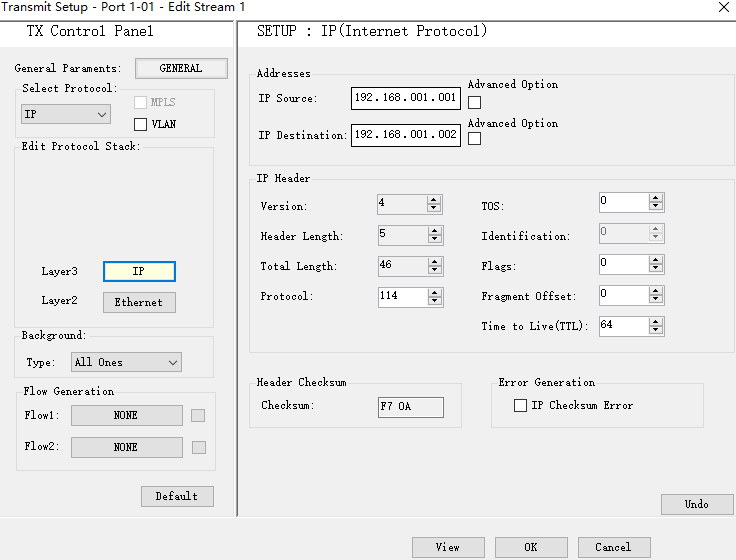 Transmit Setup - Port 1-01 - Edit Stream 1
TX Control Panel
General Paraments: GENERAL
Select Protocol:
IP
MPLS
VLAN
Edit Protocol Stack:
Layer3 IP
Layer2 Ethernet
Background:
Type: All Ones
Flow Generation
Flow1: NONE
Flow2: NONE
Default
SETUP : IP(Internet Protocol)
Addresses
IP Source: 192.168.001.001 Advanced Option
IP Destination: 192.168.001.002 Advanced Option
IP Header
Version: 4
Header Length: 5
Total Length: 46
Protocol: 114
TOS: 0
Identification: 0
Flags: 0
Fragment Offset: 0
Time to Live(TTL): 64
Header Checksum
Checksum: F7 0A
Error Generation
IP Checksum Error
Undo
View OK Cancel